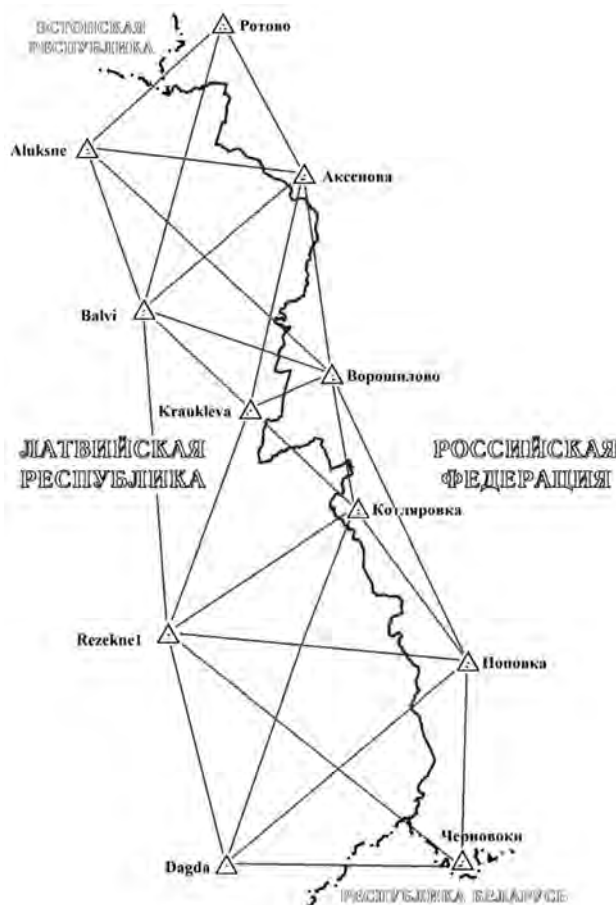 ЭСТОНСКАЯ
РЕСПУБЛИКА
Ротово
Aluksne
Аксенова
Balvi
Ворошилово
Kraukleva
ЛАТВИЙСКАЯ
РЕСПУБЛИКА
РОССИЙСКАЯ
ФЕДЕРАЦИЯ
Котляровка
Rezekne1
Поповка
Черновоки
Dagda
РЕСПУБЛИКА БЕЛАРУСЬ